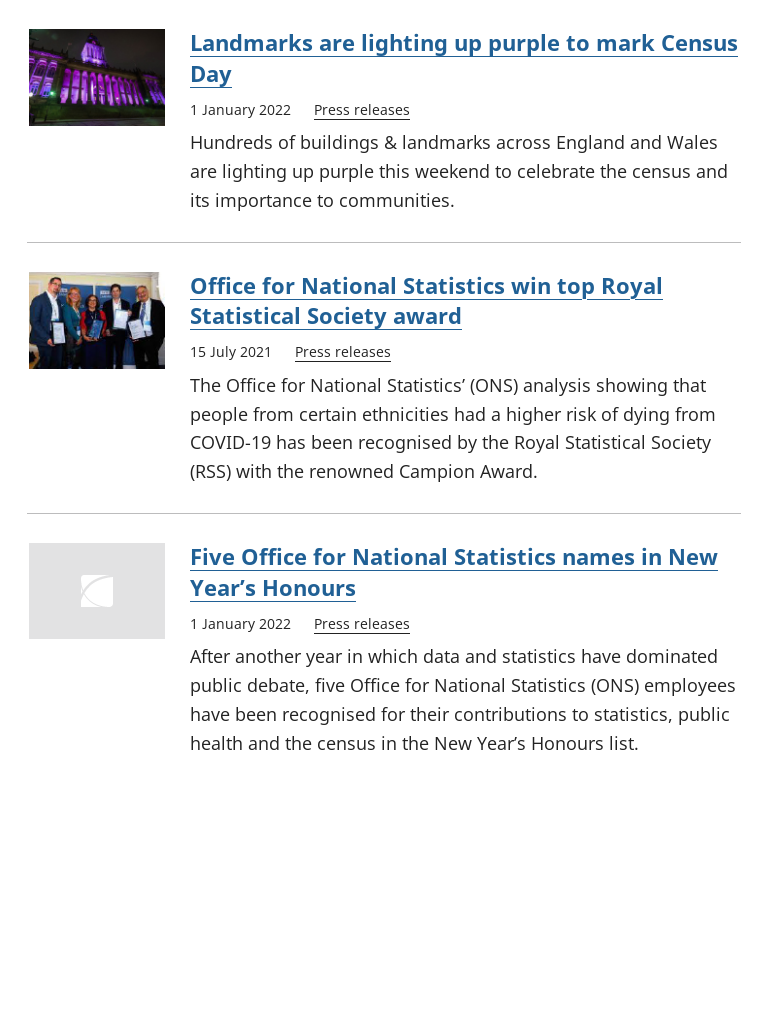 Landmarks are lighting up purple to mark Census
Day
1 January 2022 Press releases
Hundreds of buildings & landmarks across England and Wales
are lighting up purple this weekend to celebrate the census and
its importance to communities.
Office for National Statistics win top Royal
Statistical Society award
15 July 2021 Press releases
The Office for National Statistics’ (ONS) analysis showing that
people from certain ethnicities had a higher risk of dying from
COVID-19 has been recognised by the Royal Statistical Society
(RSS) with the renowned Campion Award.
Five Office for National Statistics names in New
Year’s Honours
1 January 2022 Press releases
After another year in which data and statistics have dominated
public debate, five Office for National Statistics (ONS) employees
have been recognised for their contributions to statistics, public
health and the census in the New Year’s Honours list.